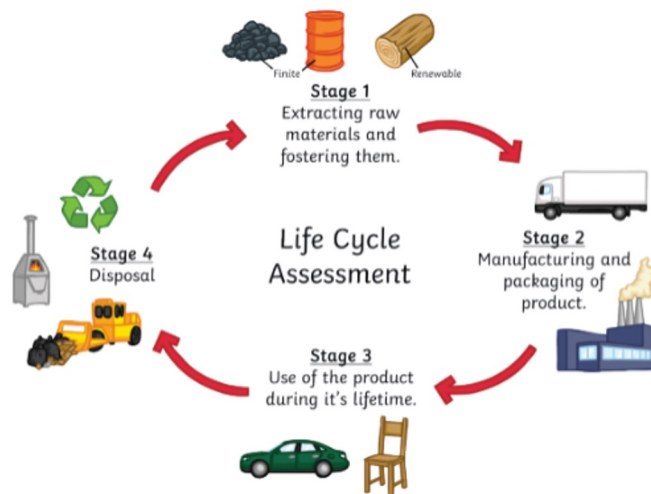 Finite
Renewable
Stage 1
Extracting raw
materials and
fostering them.
Stage 2
Manufacturing and
packaging of
product.
Life Cycle
Assessment
Stage 4
Disposal
Stage 3
Use of the product
during it's lifetime.